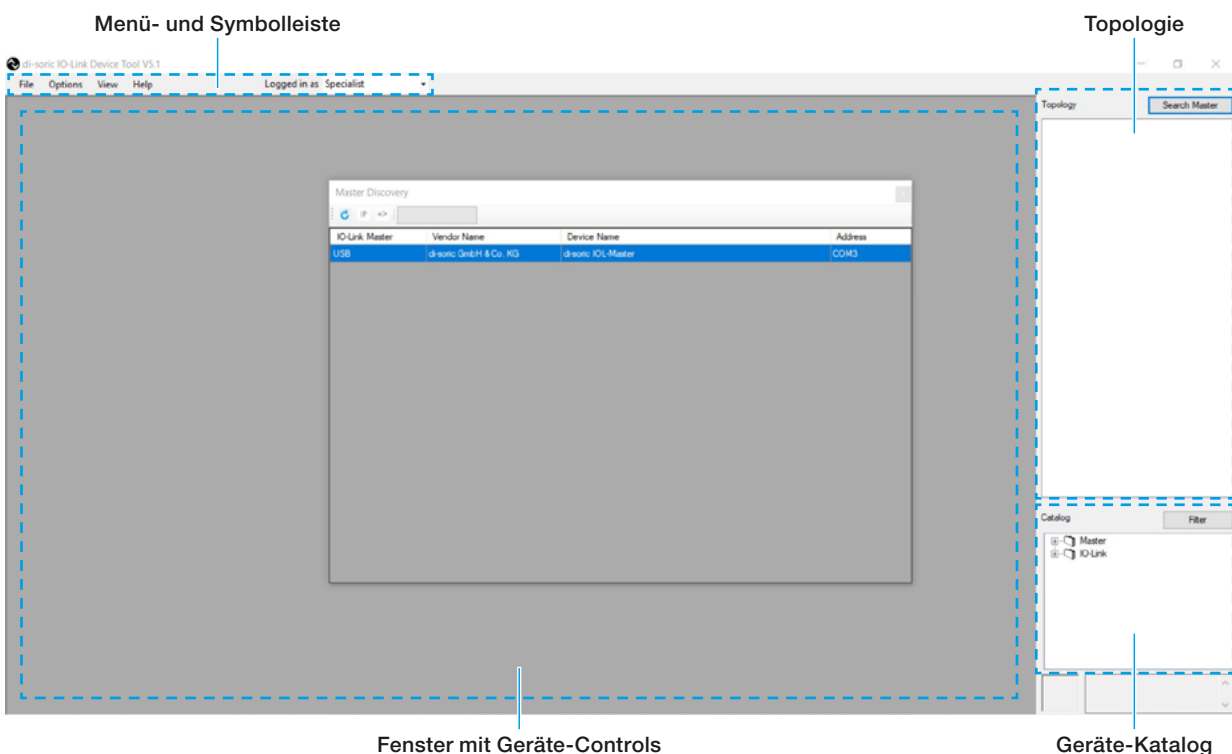 Menü- und Symbolleiste
Topologie
di-soric IO-Link Device Tool V5.1
File Options View Help Logged in as Specialist
Topology Search Master
Master Discovery
IP
IO-Link Master Vendor Name Device Name Address
USB di-soric GmbH & Co. KG di-soric IOL-Master COM3
Catalog Filter
Master
IO-Link
Fenster mit Geräte-Controls
Geräte-Katalog